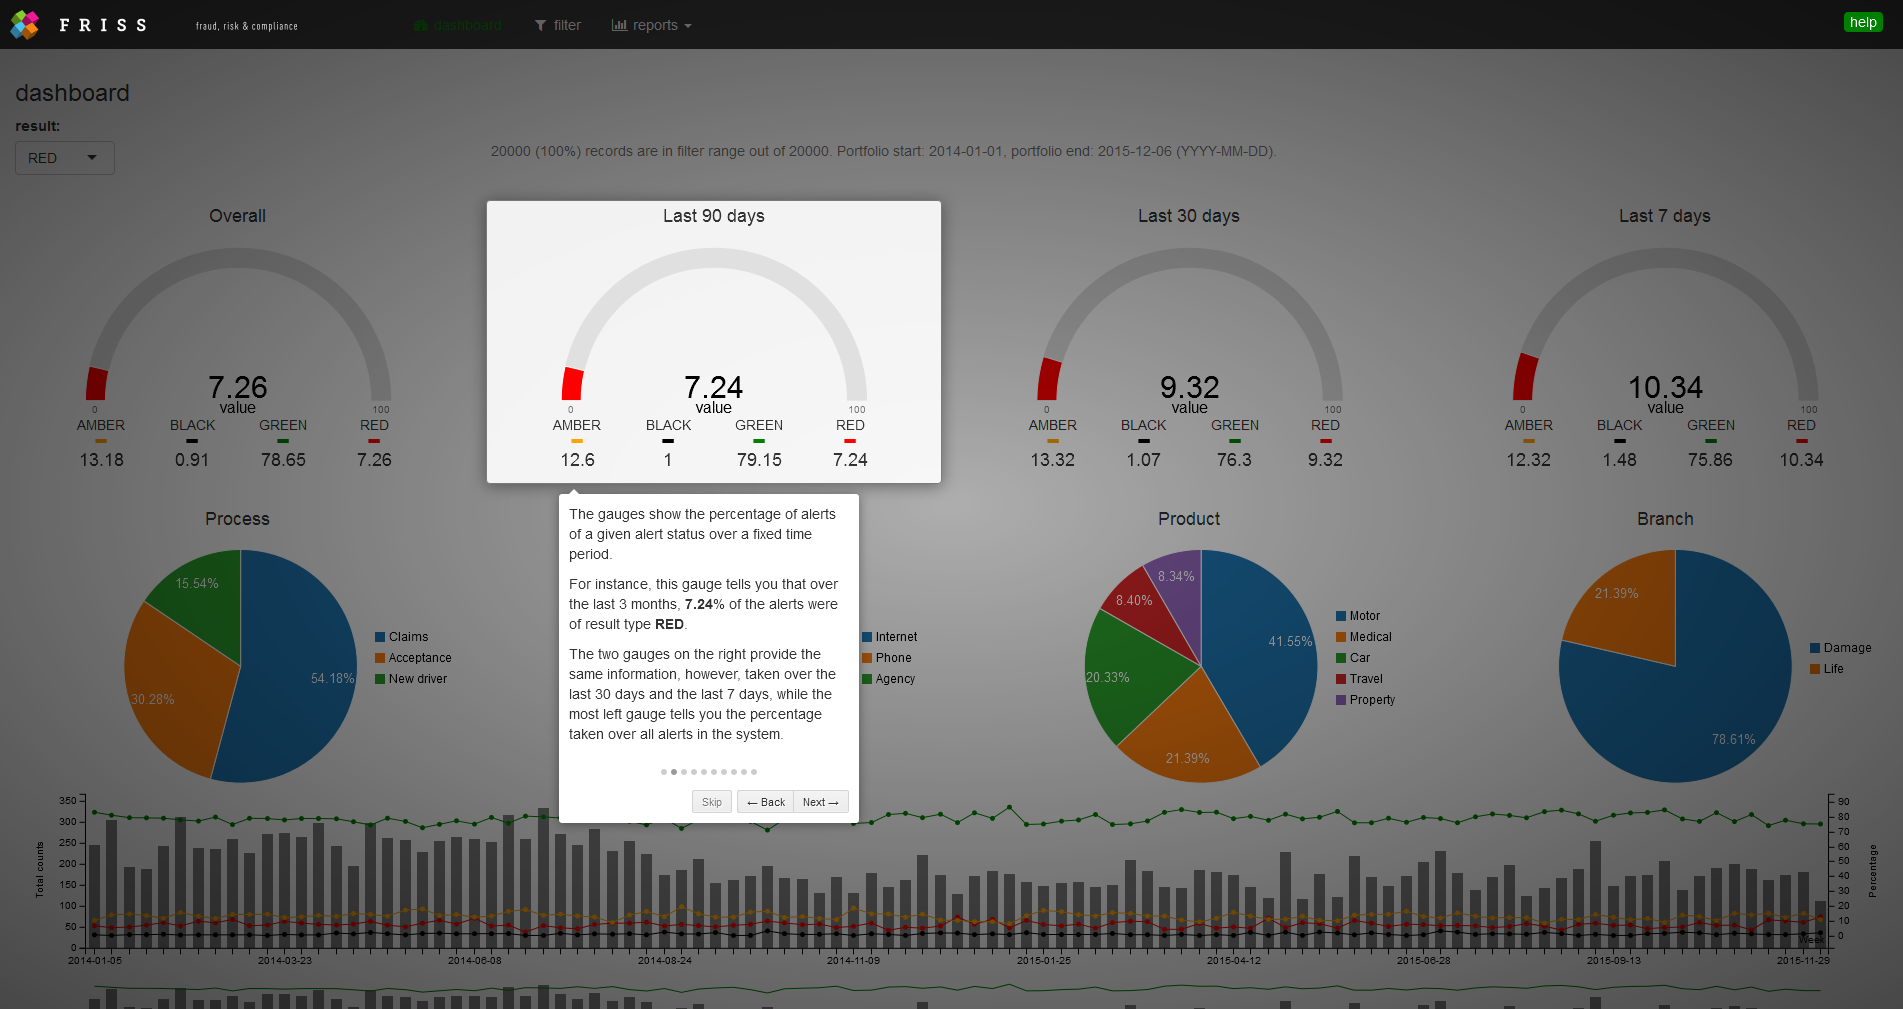 FRISS
fraud, risk & compliance
dashboard
filter
reports
help
dashboard
result:
RED
20000 (100%) records are in filter range out of 20000. Portfolio start: 2014-01-01, portfolio end: 2015-12-06 (YYYY-MM-DD).
Overall
7.26
value
0
100
AMBER BLACK GREEN RED
13.18 0.91 78.65 7.26
Last 90 days
7.24
value
0
100
AMBER BLACK GREEN RED
12.6 1 79.15 7.24
Last 30 days
9.32
value
0
100
AMBER BLACK GREEN RED
13.32 1.07 76.3 9.32
Last 7 days
10.34
value
0
100
AMBER BLACK GREEN RED
12.32 1.48 75.86 10.34
Process
15.54%
54.18%
30.28%
Claims
Acceptance
New driver
The gauges show the percentage of alerts
of a given alert status over a fixed time
period.
For instance, this gauge tells you that over
the last 3 months, 7.24% of the alerts were
of result type RED.
The two gauges on the right provide the
same information, however, taken over the
last 30 days and the last 7 days, while the
most left gauge tells you the percentage
taken over all alerts in the system.
Skip
← Back
Next →
Internet
Phone
Agency
Product
8.34%
8.40%
41.55%
20.33%
21.39%
Motor
Medical
Car
Travel
Property
Branch
21.39%
78.61%
Damage
Life
Total counts
350
300
250
200
150
100
50
0
90
80
70
60
50
40
30
20
10
0
Percentage
Week
2014-01-05 2014-03-23 2014-06-08 2014-08-24 2014-11-09 2015-01-25 2015-04-12 2015-06-28 2015-09-13 2015-11-29